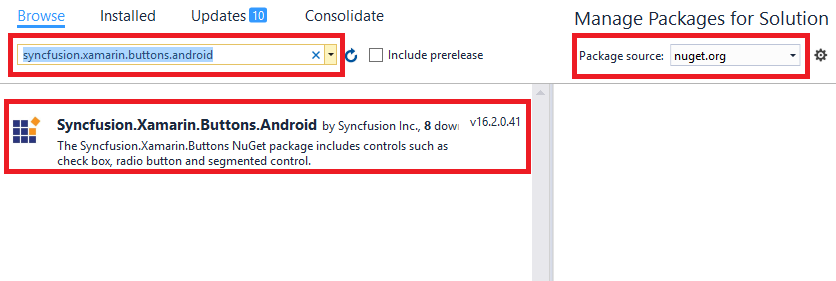 Browse Installed Updates 10 Consolidate Manage Packages for Solution
syncfusion.xamarin.buttons.android Include prerelease Package source: nuget.org
Syncfusion.Xamarin.Buttons.Android by Syncfusion Inc., 8 dow v16.2.0.41
The Syncfusion.Xamarin.Buttons NuGet package includes controls such as
check box, radio button and segmented control.